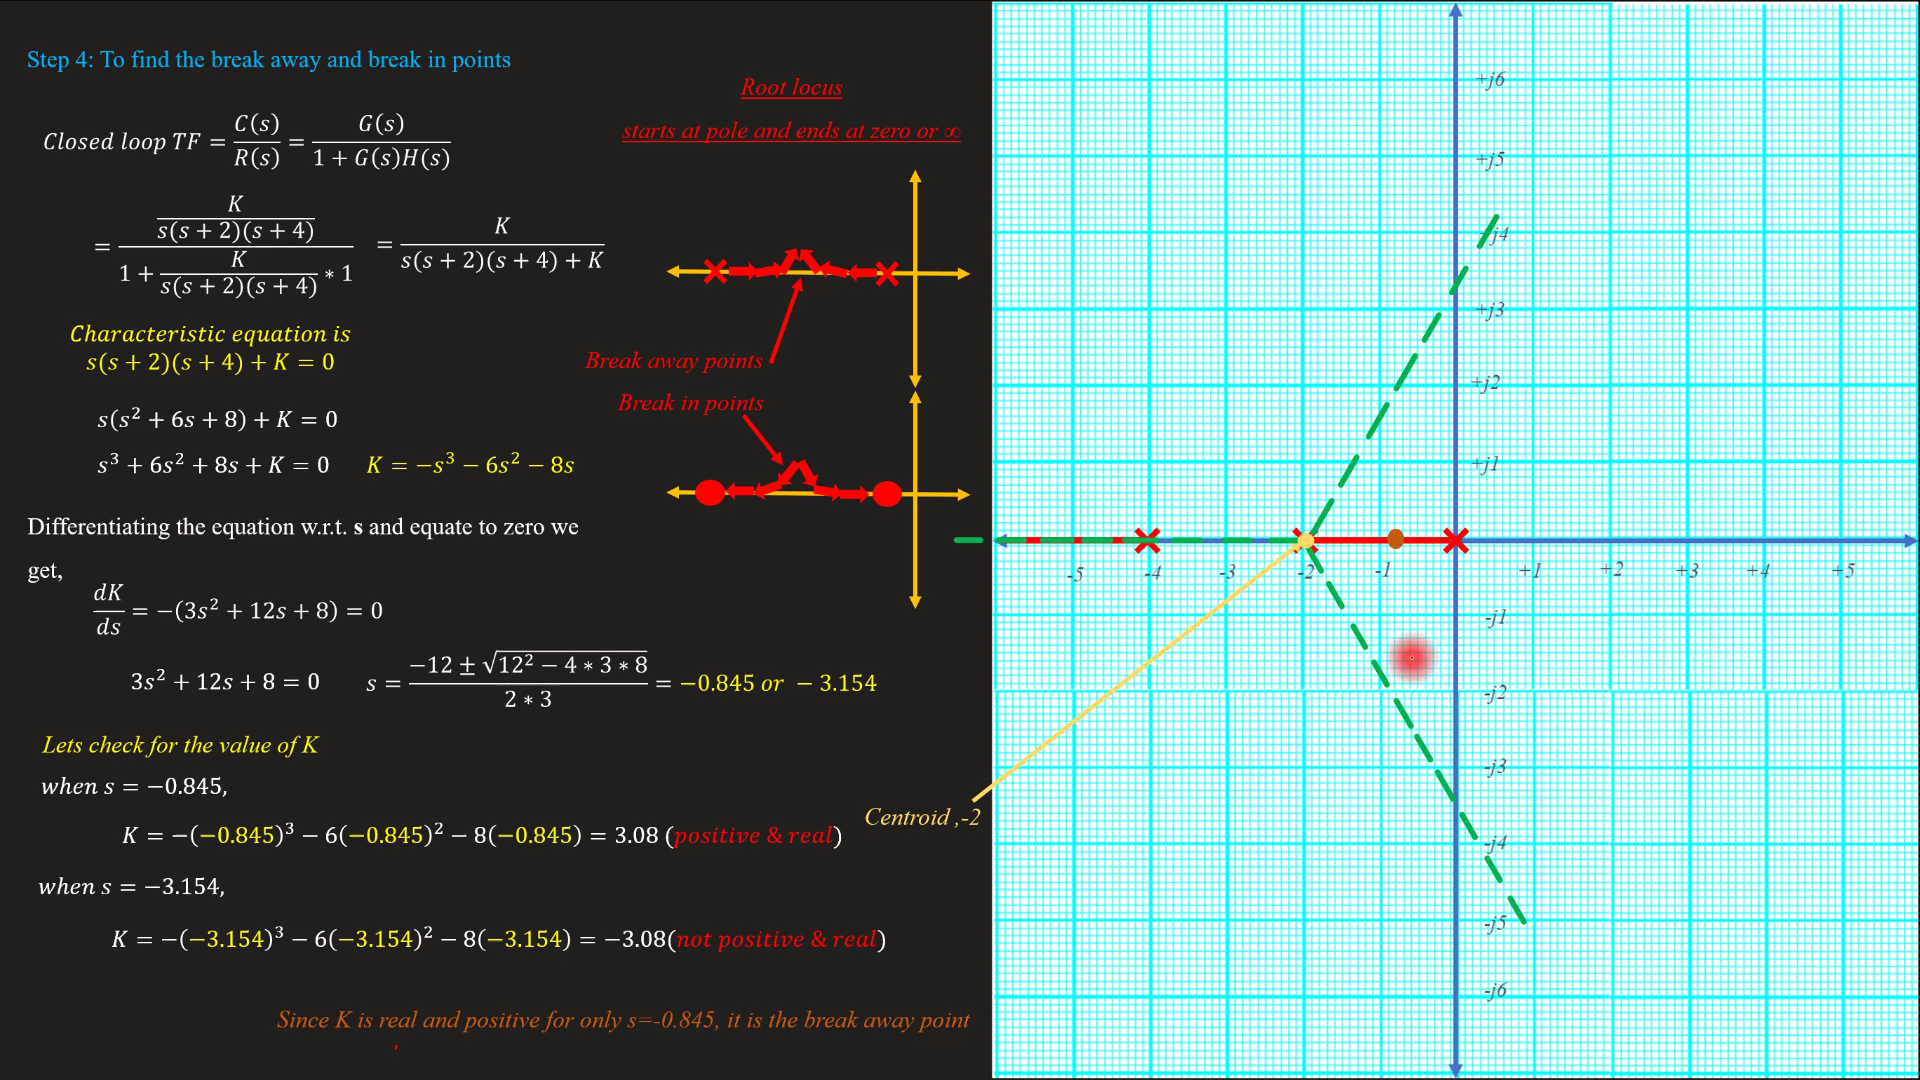 Step 4: To find the break away and break in points
Closed loop TF = C(s)/R(s) = G(s)/(1 + G(s)H(s))
= (K/(s(s + 2)(s + 4)))/(1 + K/(s(s + 2)(s + 4)) * 1) = K/(s(s + 2)(s + 4) + K)
Characteristic equation is
s(s + 2)(s + 4) + K = 0
s(s² + 6s + 8) + K = 0
s³ + 6s² + 8s + K = 0 K = −s³ − 6s² − 8s
Differentiating the equation w.r.t. s and equate to zero we
get,
dK/ds = −(3s² + 12s + 8) = 0
3s² + 12s + 8 = 0 s = (−12 ± √(12² − 4 * 3 * 8))/(2 * 3) = −0.845 or − 3.154
Lets check for the value of K
when s = −0.845,
K = −(−0.845)³ − 6(−0.845)² − 8(−0.845) = 3.08 (positive & real)
when s = −3.154,
K = −(−3.154)³ − 6(−3.154)² − 8(−3.154) = −3.08(not positive & real)
Since K is real and positive for only s=-0.845, it is the break away point
Root locus
starts at pole and ends at zero or ∞
Break away points
Break in points
Centroid ,-2
+j6
+j5
+j4
+j3
+j2
+j1
-5 -4 -3 -2 -1 +1 +2 +3 +4 +5
-j1
-j2
-j3
-j4
-j5
-j6